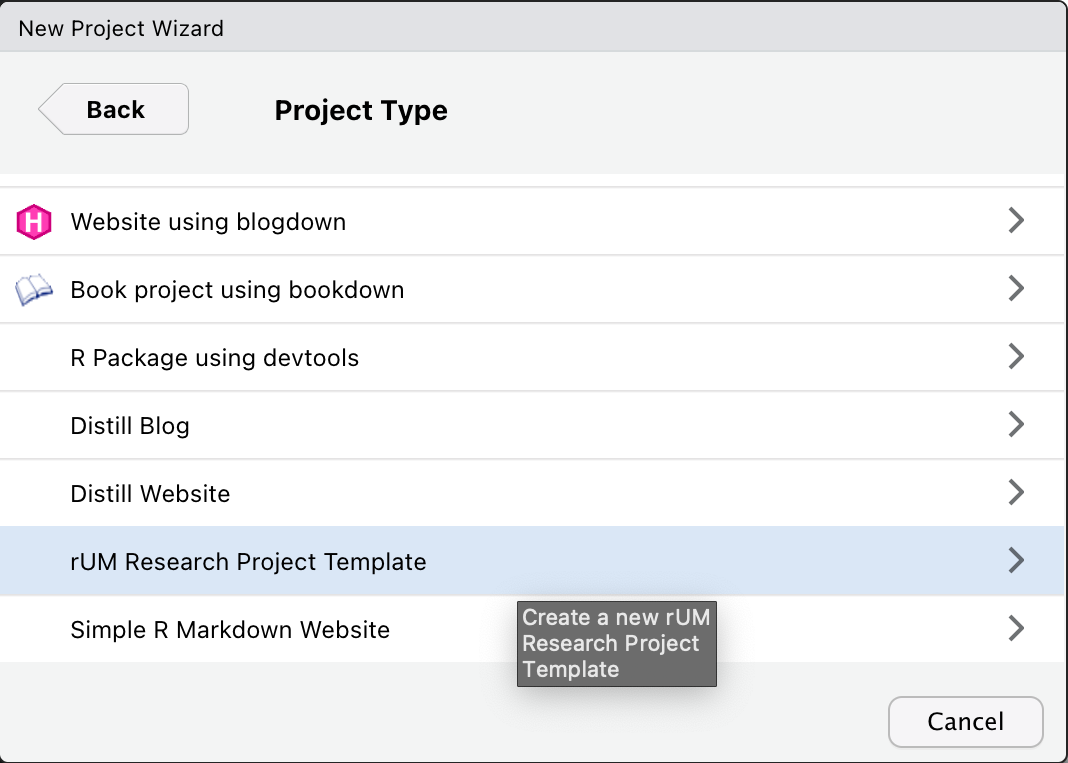 New Project Wizard
Back
Project Type
H
Website using blogdown
Book project using bookdown
R Package using devtools
Distill Blog
Distill Website
rUM Research Project Template
Simple R Markdown Website
Create a new rUM
Research Project
Template
Cancel